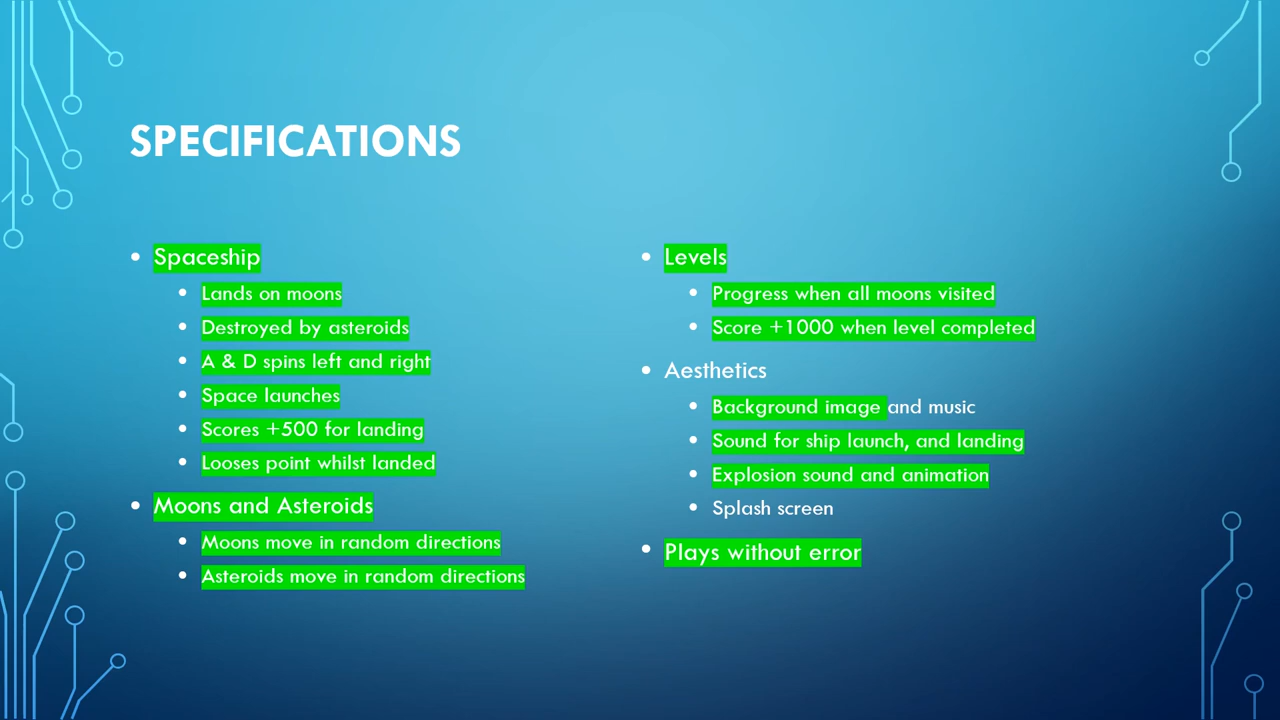 SPECIFICATIONS
• Spaceship
• Lands on moons
• Destroyed by asteroids
• A & D spins left and right
• Space launches
• Scores +500 for landing
• Looses point whilst landed
• Moons and Asteroids
• Moons move in random directions
• Asteroids move in random directions
• Levels
• Progress when all moons visited
• Score +1000 when level completed
• Aesthetics
• Background image and music
• Sound for ship launch, and landing
• Explosion sound and animation
• Splash screen
• Plays without error